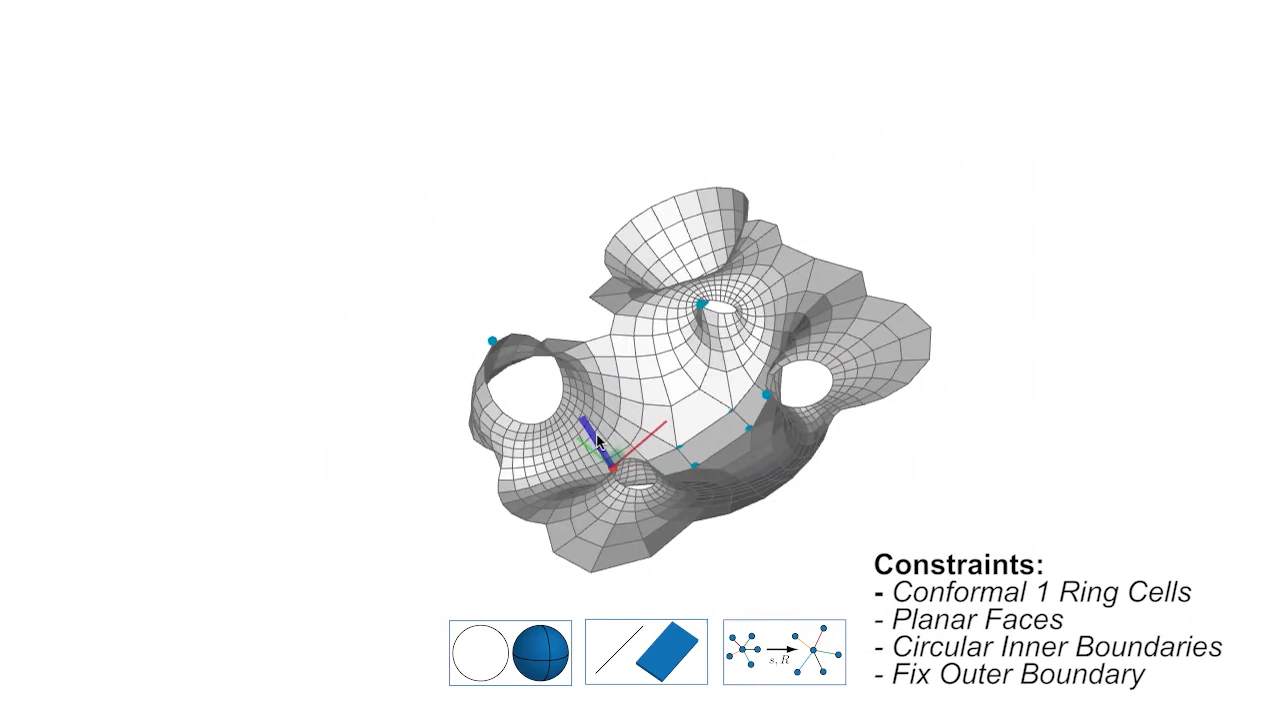 Constraints:
- Conformal 1 Ring Cells
- Planar Faces
- Circular Inner Boundaries
- Fix Outer Boundary
s, R